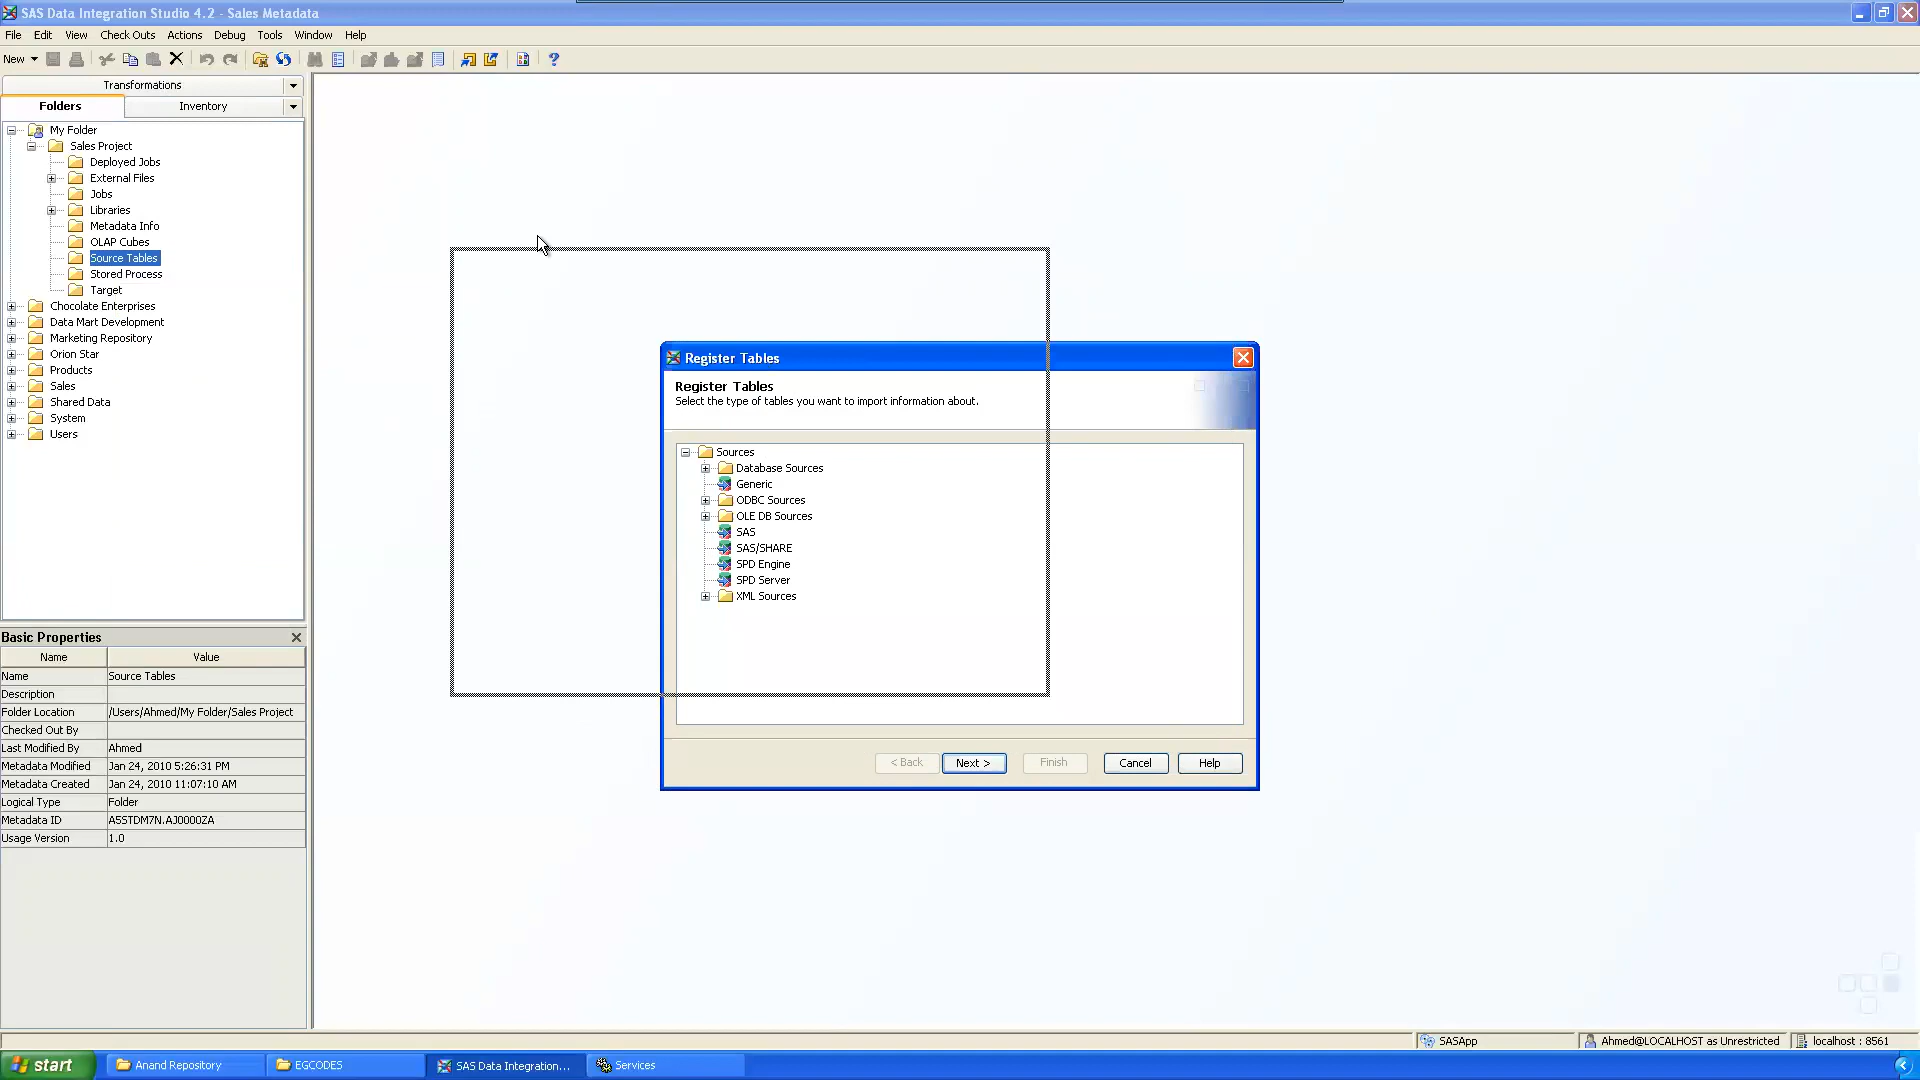 SAS Data Integration Studio 4.2 - Sales Metadata
File Edit View Check Outs Actions Debug Tools Window Help
New
Transformations
Folders Inventory
My Folder
Sales Project
Deployed Jobs
External Files
Jobs
Libraries
Metadata Info
OLAP Cubes
Source Tables
Stored Process
Target
Chocolate Enterprises
Data Mart Development
Marketing Repository
Orion Star
Products
Sales
Shared Data
System
Users
Register Tables
Register Tables
Select the type of tables you want to import information about.
Sources
Database Sources
Generic
ODBC Sources
OLE DB Sources
SAS
SAS/SHARE
SPD Engine
SPD Server
XML Sources
< Back Next > Finish Cancel Help
Basic Properties
Name Value
Name Source Tables
Description
Folder Location /Users/Ahmed/My Folder/Sales Project
Checked Out By
Last Modified By Ahmed
Metadata Modified Jan 24, 2010 5:26:31 PM
Metadata Created Jan 24, 2010 11:07:10 AM
Logical Type Folder
Metadata ID A5STDM7N.AJ0000ZA
Usage Version 1.0
SASApp Ahmed@LOCALHOST as Unrestricted localhost : 8561
start Anand Repository EGCODES SAS Data Integration... Services